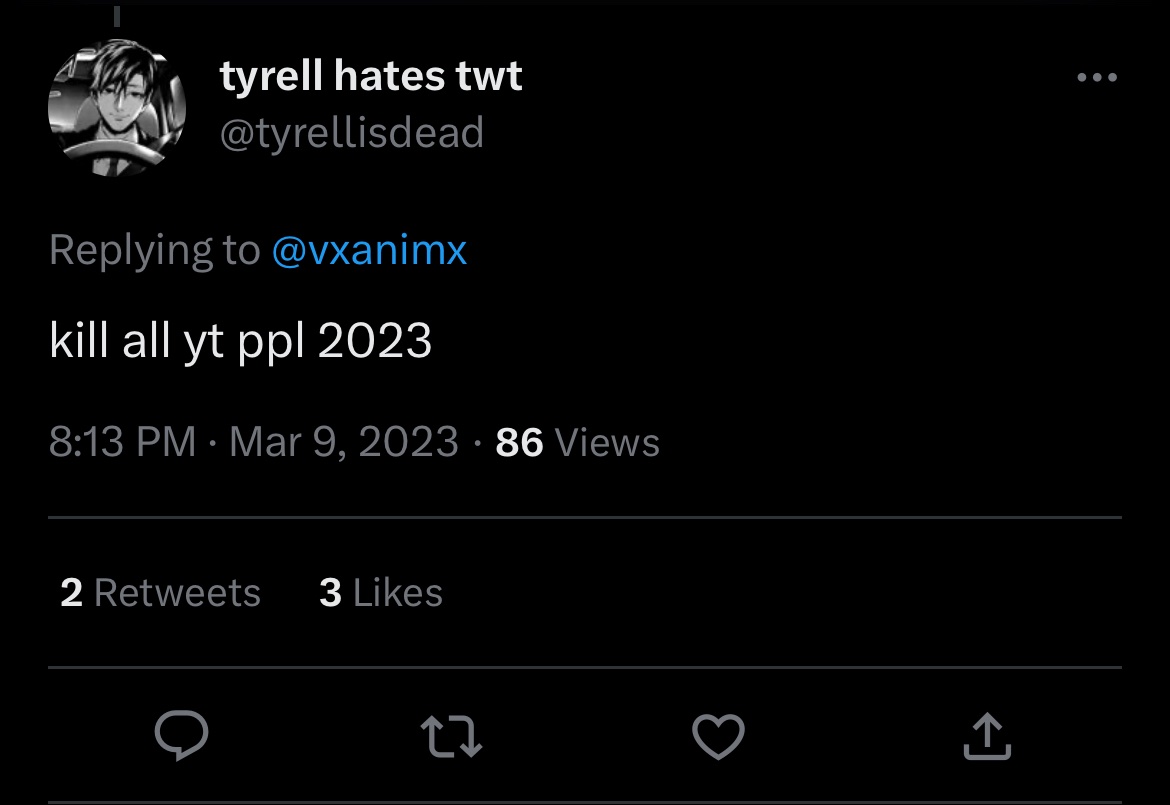 tyrell hates twt
@tyrellisdead
Replying to @vxanimx
kill all yt ppl 2023
8:13 PM · Mar 9, 2023 · 86 Views
2 Retweets 3 Likes